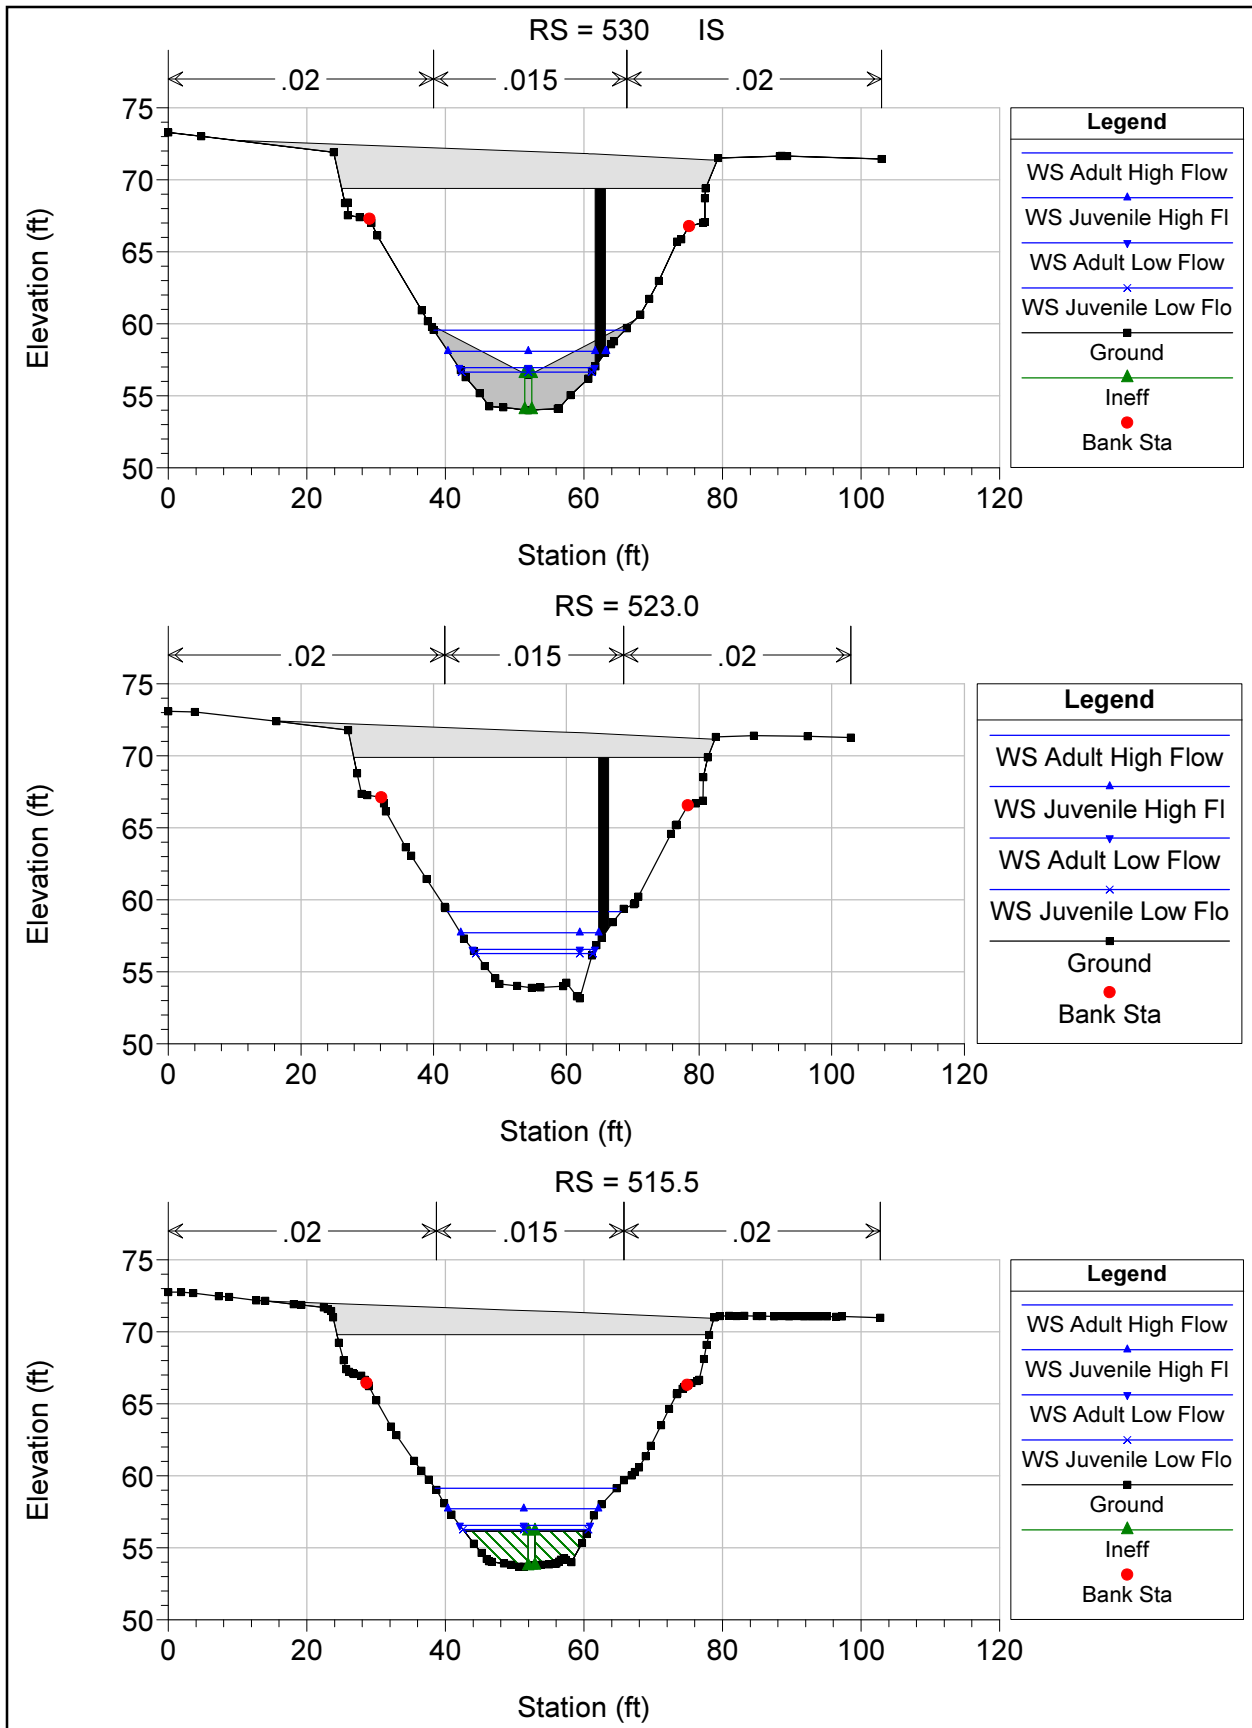 RS = 530 IS
.02 .015 .02
75
70
65
60
55
50
Elevation (ft)
0 20 40 60 80 100 120
Station (ft)
Legend
WS Adult High Flow
WS Juvenile High Fl
WS Adult Low Flow
WS Juvenile Low Flo
Ground
Ineff
Bank Sta
RS = 523.0
.02 .015 .02
75
70
65
60
55
50
Elevation (ft)
0 20 40 60 80 100 120
Station (ft)
Legend
WS Adult High Flow
WS Juvenile High Fl
WS Adult Low Flow
WS Juvenile Low Flo
Ground
Bank Sta
RS = 515.5
.02 .015 .02
75
70
65
60
55
50
Elevation (ft)
0 20 40 60 80 100 120
Station (ft)
Legend
WS Adult High Flow
WS Juvenile High Fl
WS Adult Low Flow
WS Juvenile Low Flo
Ground
Ineff
Bank Sta